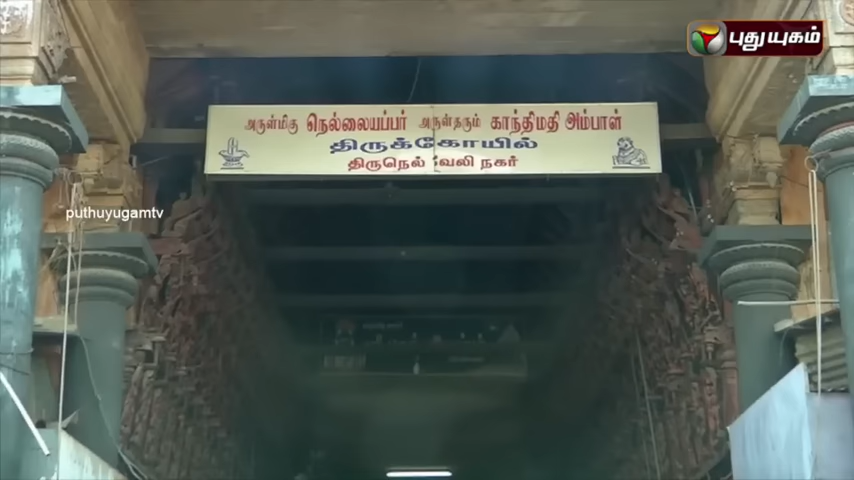 புதுயுகம்
அருள்மிகு நெல்லையப்பர் அருள்தரும் காந்திமதி அம்பாள்
திருக்கோயில்
திருநெல்வேலி நகர்
puthuyugamtv